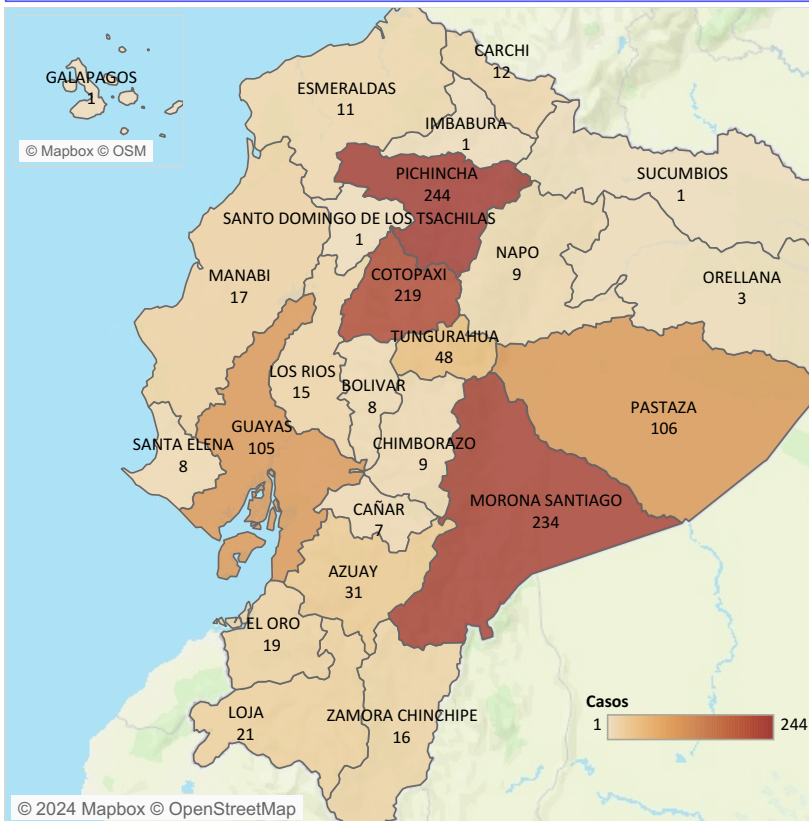 GALAPAGOS
1
© Mapbox © OSM
CARCHI
12
ESMERALDAS
11
IMBABURA
1
PICHINCHA
244
SUCUMBIOS
1
SANTO DOMINGO DE LOS TSACHILAS
1
NAPO
9
MANABI
17
COTOPAXI
219
ORELLANA
3
TUNGURAHUA
48
LOS RIOS
15
BOLIVAR
8
PASTAZA
106
GUAYAS
105
SANTA ELENA
8
CHIMBORAZO
9
MORONA SANTIAGO
234
CAÑAR
7
AZUAY
31
EL ORO
19
LOJA
21
ZAMORA CHINCHIPE
16
Casos
1 244
© 2024 Mapbox © OpenStreetMap